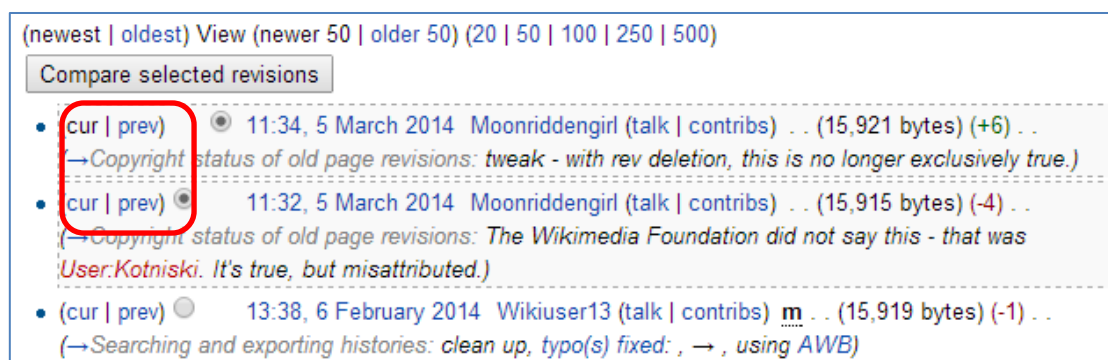 (newest | oldest) View (newer 50 | older 50) (20 | 50 | 100 | 250 | 500)
Compare selected revisions
(cur | prev) 11:34, 5 March 2014 Moonriddengirl (talk | contribs) . . (15,921 bytes) (+6) . .
(→Copyright status of old page revisions: tweak - with rev deletion, this is no longer exclusively true.)
(cur | prev) 11:32, 5 March 2014 Moonriddengirl (talk | contribs) . . (15,915 bytes) (-4) . .
(→Copyright status of old page revisions: The Wikimedia Foundation did not say this - that was
User:Kotniski. It's true, but misattributed.)
(cur | prev) 13:38, 6 February 2014 Wikiuser13 (talk | contribs) m . . (15,919 bytes) (-1) . .
(→Searching and exporting histories: clean up, typo(s) fixed: , → , using AWB)